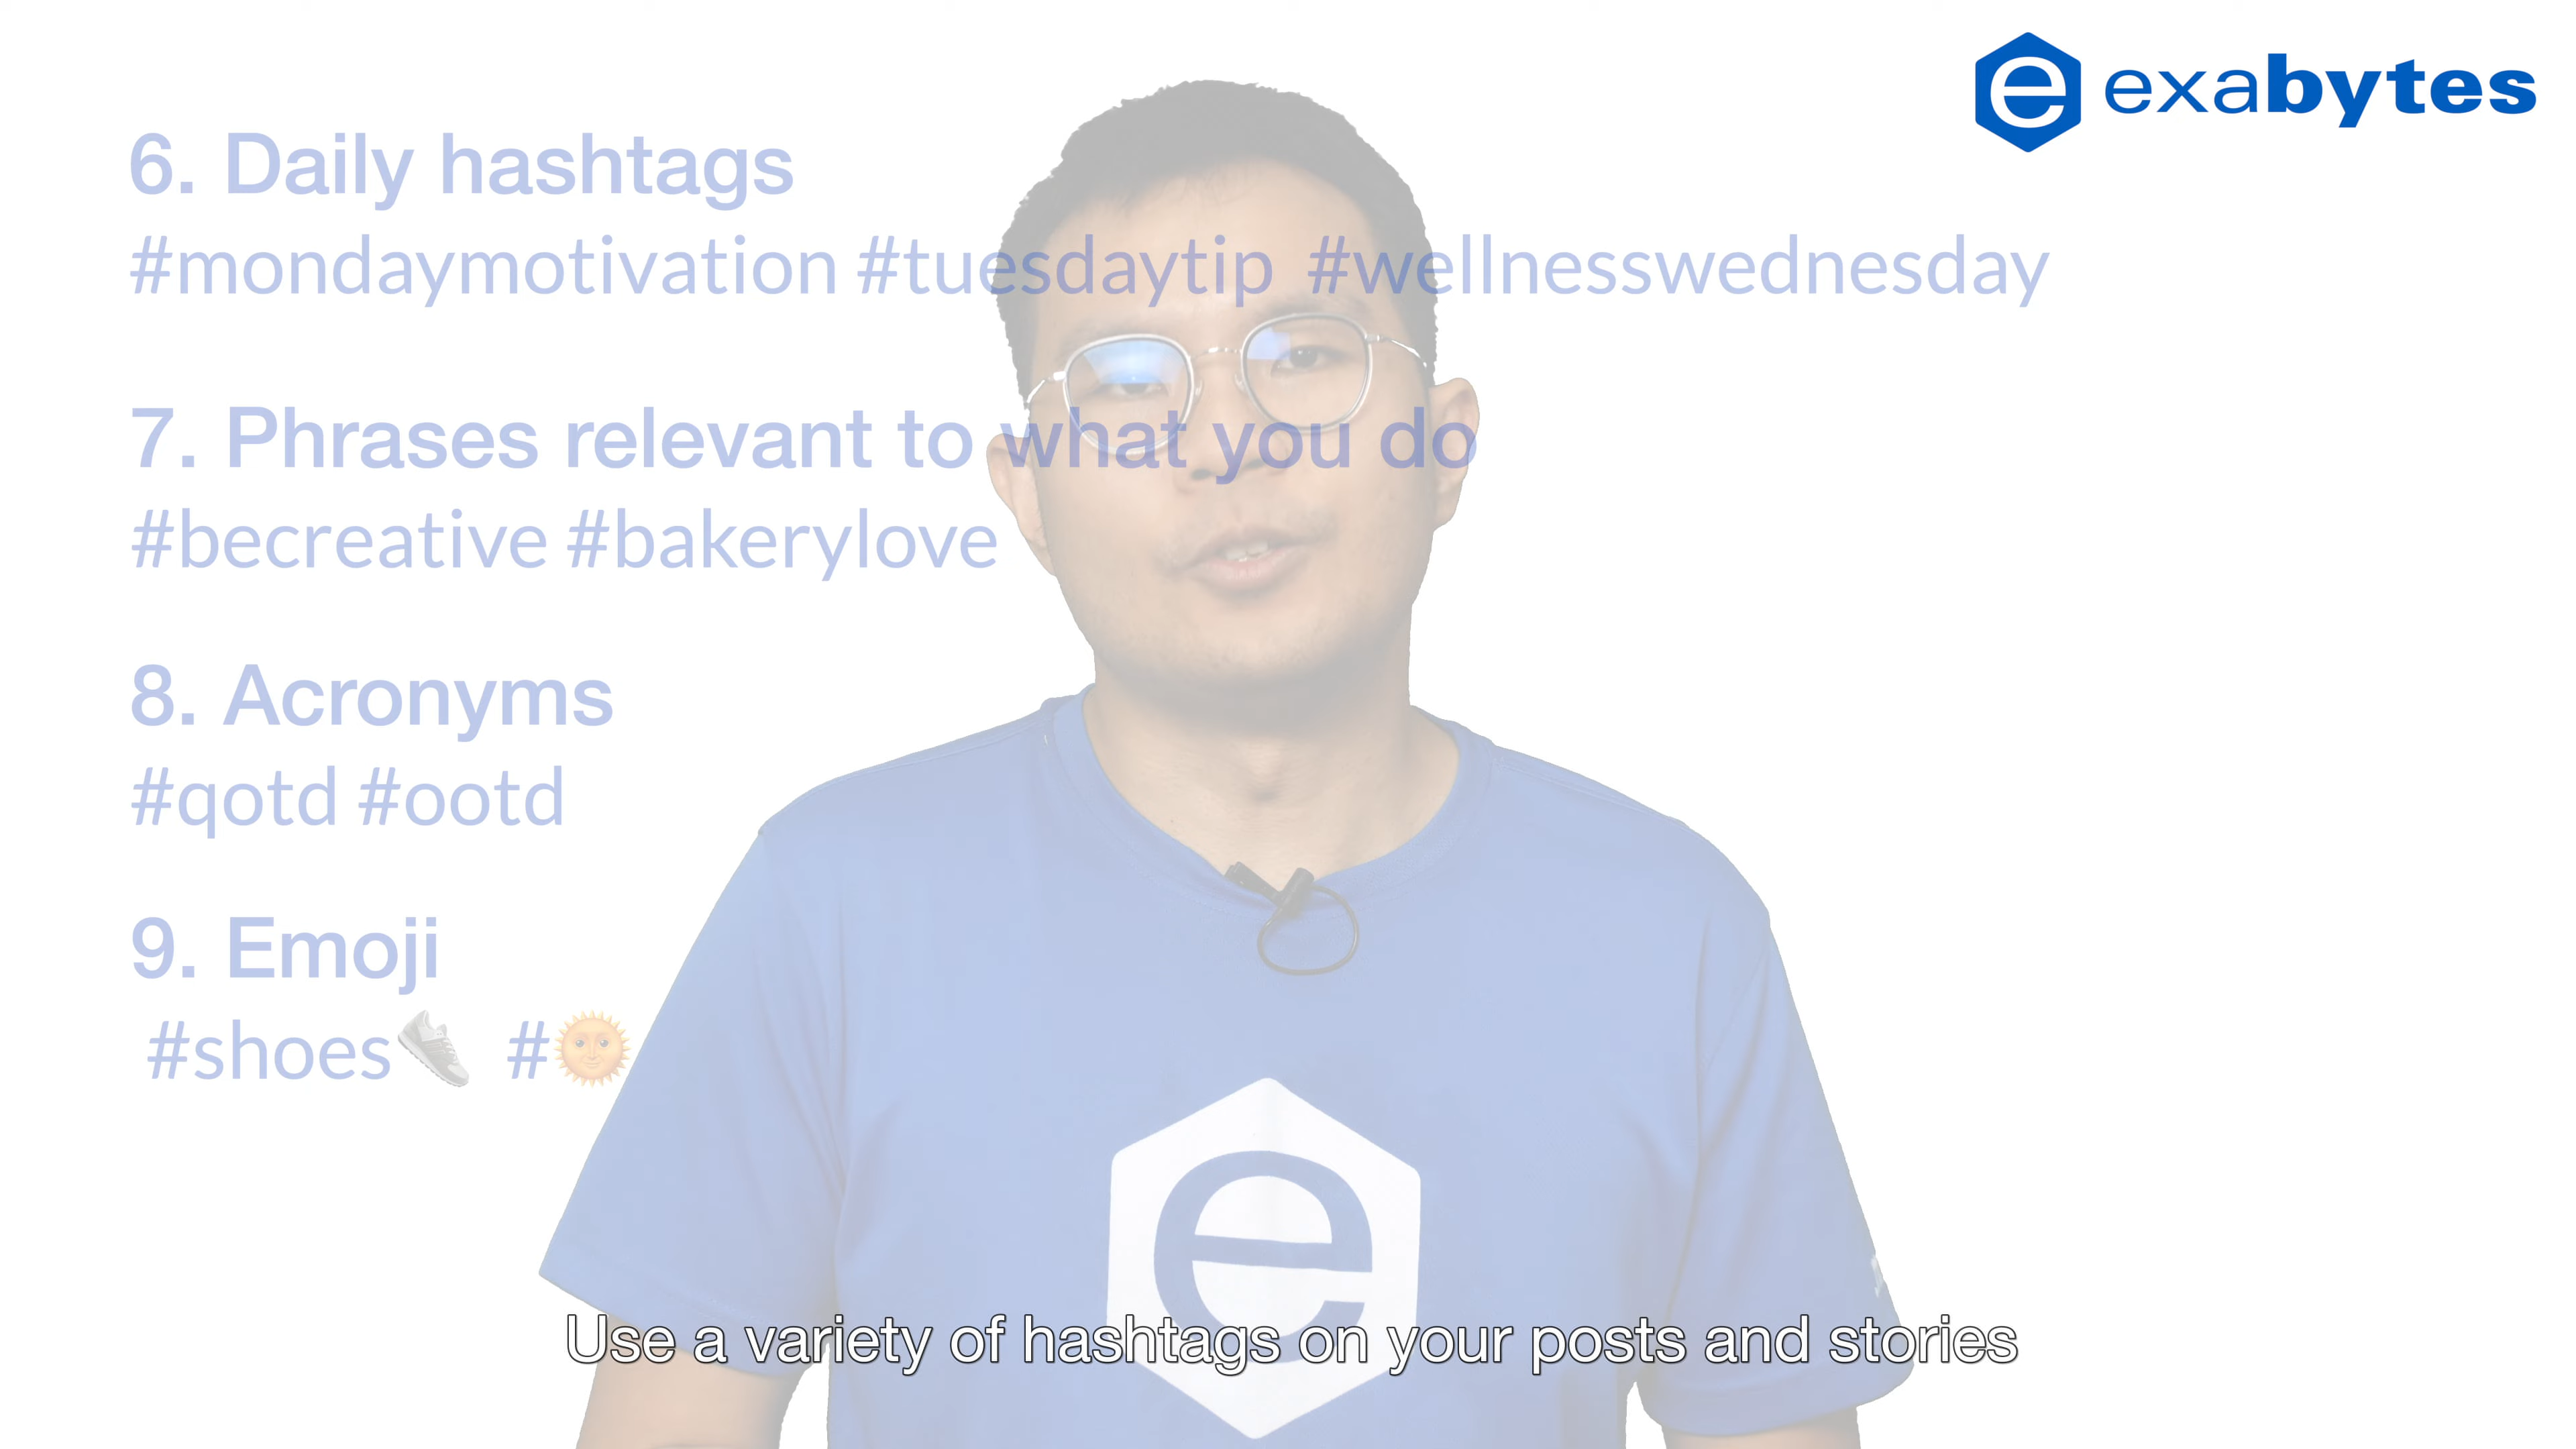 exabytes
6. Daily hashtags
#mondaymotivation #tuesdaytip #wellnesswednesday
7. Phrases relevant to what you do
#becreative #bakerylove
8. Acronyms
#qotd #ootd
9. Emoji
#shoes👟 #🌞
e
Use a variety of hashtags on your posts and stories